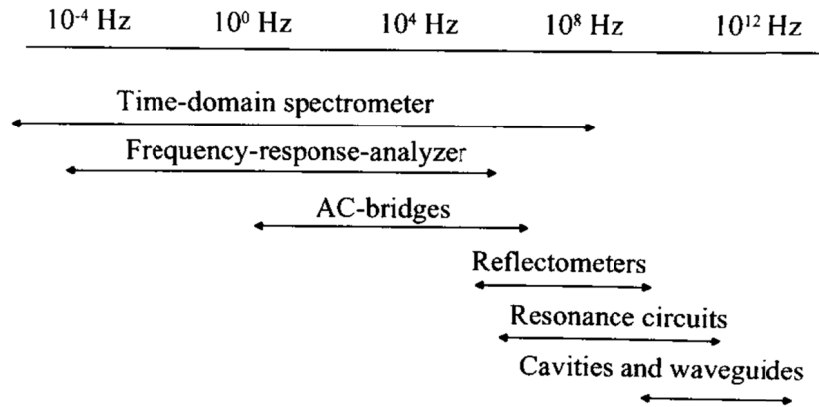 10⁻⁴ Hz 10⁰ Hz 10⁴ Hz 10⁸ Hz 10¹² Hz
Time-domain spectrometer
Frequency-response-analyzer
AC-bridges
Reflectometers
Resonance circuits
Cavities and waveguides